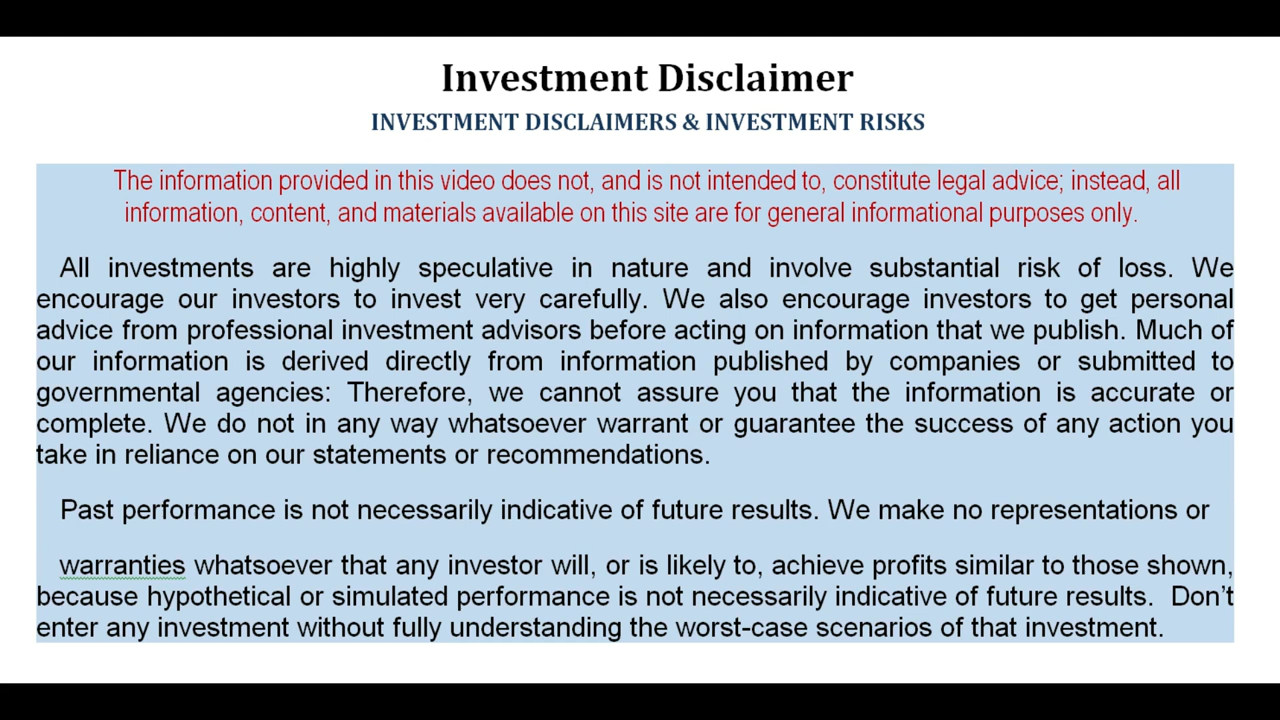 Investment Disclaimer
INVESTMENT DISCLAIMERS & INVESTMENT RISKS
The information provided in this video does not, and is not intended to, constitute legal advice; instead, all
information, content, and materials available on this site are for general informational purposes only.
All investments are highly speculative in nature and involve substantial risk of loss. We
encourage our investors to invest very carefully. We also encourage investors to get personal
advice from professional investment advisors before acting on information that we publish. Much of
our information is derived directly from information published by companies or submitted to
governmental agencies: Therefore, we cannot assure you that the information is accurate or
complete. We do not in any way whatsoever warrant or guarantee the success of any action you
take in reliance on our statements or recommendations.
Past performance is not necessarily indicative of future results. We make no representations or
warranties whatsoever that any investor will, or is likely to, achieve profits similar to those shown,
because hypothetical or simulated performance is not necessarily indicative of future results.  Don’t
enter any investment without fully understanding the worst-case scenarios of that investment.